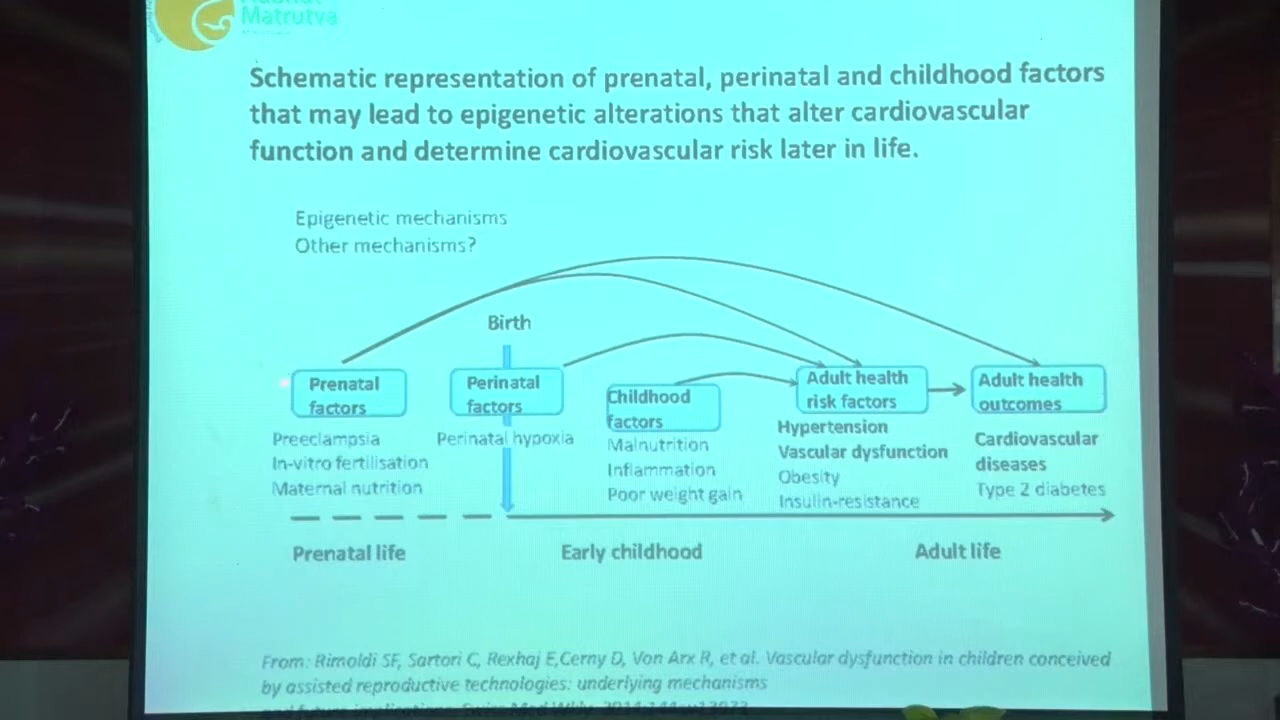 Matrutva
Schematic representation of prenatal, perinatal and childhood factors
that may lead to epigenetic alterations that alter cardiovascular
function and determine cardiovascular risk later in life.
Epigenetic mechanisms
Other mechanisms?
Birth
Prenatal
factors
Preeclampsia
In-vitro fertilisation
Maternal nutrition
Perinatal
factors
Perinatal hypoxia
Childhood
factors
Malnutrition
Inflammation
Poor weight gain
Adult health
risk factors
Hypertension
Vascular dysfunction
Obesity
Insulin-resistance
Adult health
outcomes
Cardiovascular
diseases
Type 2 diabetes
Prenatal life
Early childhood
Adult life
From: Rimoldi SF, Sartori C, Rexhaj E,Cerny D, Von Arx R, et al. Vascular dysfunction in children conceived
by assisted reproductive technologies: underlying mechanisms